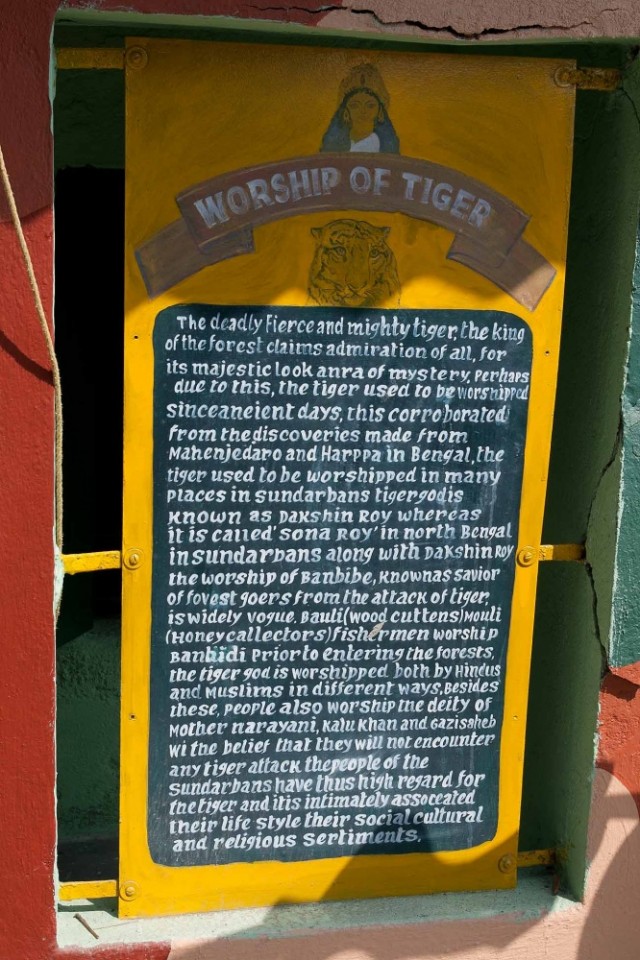 WORSHIP OF TIGER
The deadly Fierce and mighty tiger, the king
of the forest claims admiration of all, for
its majestic look anra of mystery, Perhaps
due to this, the tiger used to be worshipped
sinceaneient days, this corroborated
from thediscoveries made from
Mahenjedaro and Harppa in Bengal, the
tiger used to be worshipped in many
places in sundarbans tigergodis
known as Dakshin Roy whereas
it is called 'sona Roy' in north Bengal
in sundarbans along with Dakshin Roy
the worship of Banbibe, Knownas savior
of forest goers from the attack of tiger,
is widely vogue. Bauli (wood cuttens) Mouli
(Honey callectors) fishermen worship
Banbidi Prior to entering the forests,
the tiger god is worshipped both by Hindus
and Muslims in different ways. Besides
these, People also worship the deity of
Mother narayani, Kalu Khan and Gazisaheb
wi the belief that they will not encounter
any tiger attack thepeople of the
sundarbans have thus high regard for
the tiger and itis intimately assoceated
their life style their social cultural
and religious sertiments.